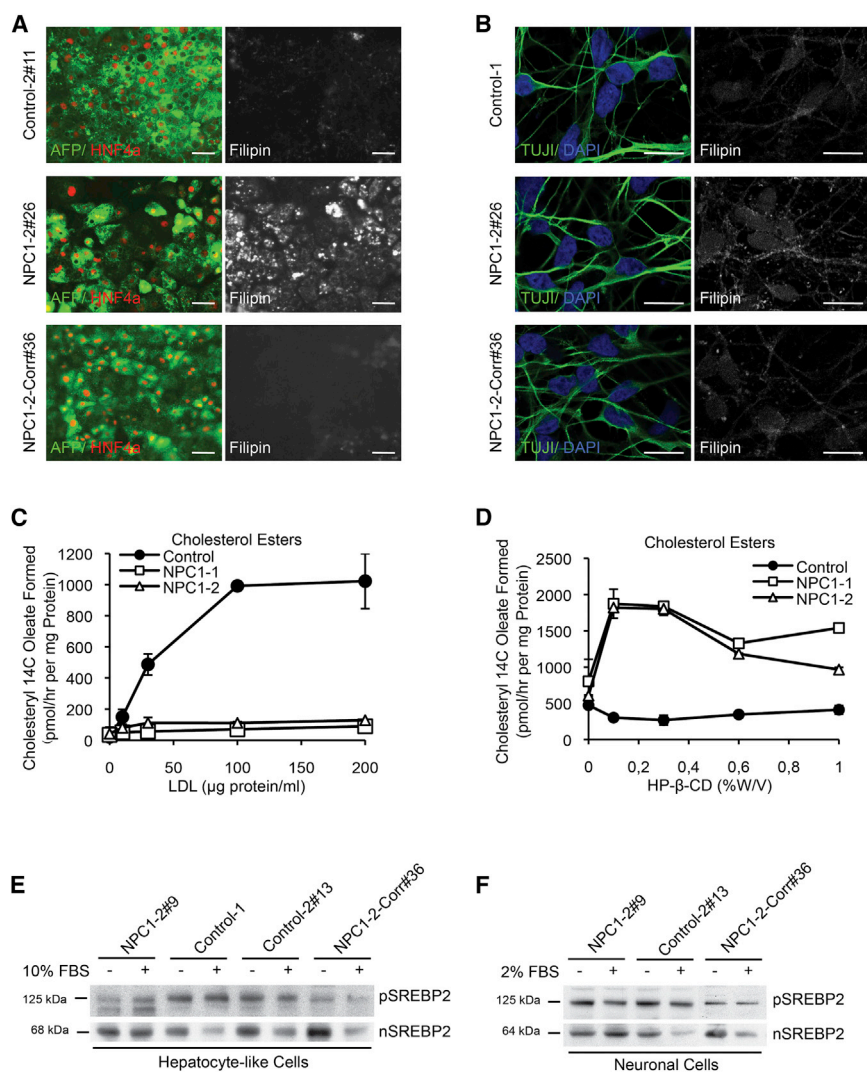 A
Control-2#11
AFP/ HNF4a
Filipin
NPC1-2#26
AFP/ HNF4a
Filipin
NPC1-2-Corr#36
AFP/ HNF4a
Filipin
B
Control-1
TUJI/ DAPI
Filipin
NPC1-2#26
TUJI/ DAPI
Filipin
NPC1-2-Corr#36
TUJI/ DAPI
Filipin
C
Cholesterol Esters
Control
NPC1-1
NPC1-2
Cholesteryl 14C Oleate Formed
(pmol/hr per mg Protein)
1200
1000
800
600
400
200
0
0 50 100 150 200
LDL (µg protein/ml)
D
Cholesterol Esters
Control
NPC1-1
NPC1-2
Cholesteryl 14C Oleate Formed
(pmol/hr per mg Protein)
2500
2000
1500
1000
500
0
0 0,2 0,4 0,6 0,8 1
HP-β-CD (%W/V)
E
NPC1-2#9 Control-1 Control-2#13 NPC1-2-Corr#36
10% FBS - + - + - + - +
125 kDa pSREBP2
68 kDa nSREBP2
Hepatocyte-like Cells
F
NPC1-2#9 Control-2#13 NPC1-2-Corr#36
2% FBS - + - + - +
125 kDa pSREBP2
64 kDa nSREBP2
Neuronal Cells